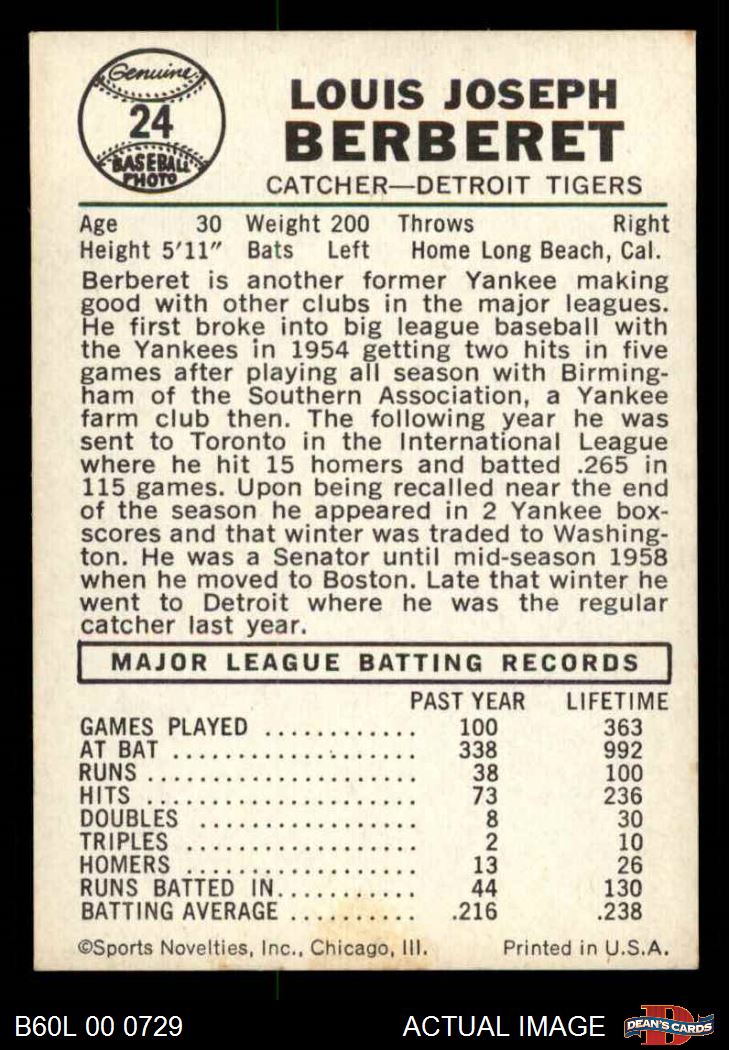 Genuine
24
BASEBALL
PHOTO
LOUIS JOSEPH
BERBERET
CATCHER—DETROIT TIGERS
Age 30 Weight 200 Throws Right
Height 5'11" Bats Left Home Long Beach, Cal.
Berberet is another former Yankee making
good with other clubs in the major leagues.
He first broke into big league baseball with
the Yankees in 1954 getting two hits in five
games after playing all season with Birming-
ham of the Southern Association, a Yankee
farm club then. The following year he was
sent to Toronto in the International League
where he hit 15 homers and batted .265 in
115 games. Upon being recalled near the end
of the season he appeared in 2 Yankee box-
scores and that winter was traded to Washing-
ton. He was a Senator until mid-season 1958
when he moved to Boston. Late that winter he
went to Detroit where he was the regular
catcher last year.
MAJOR LEAGUE BATTING RECORDS
PAST YEAR LIFETIME
GAMES PLAYED ............ 100 363
AT BAT .................. 338 992
RUNS .................... 38 100
HITS .................... 73 236
DOUBLES ................ 8 30
TRIPLES ................. 2 10
HOMERS ................. 13 26
RUNS BATTED IN........... 44 130
BATTING AVERAGE .......... .216 .238
©Sports Novelties, Inc., Chicago, Ill. Printed in U.S.A.
B60L 00 0729 ACTUAL IMAGE DEAN'S CARDS